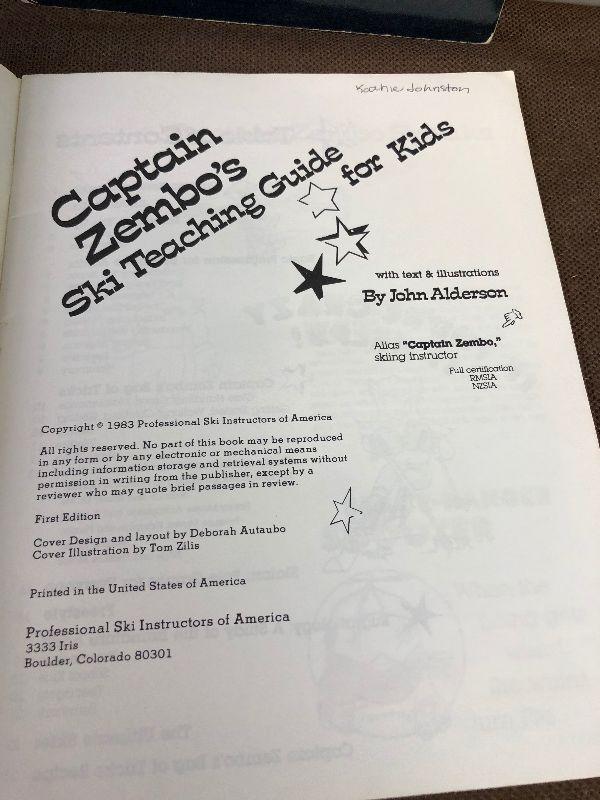 Katie Johnston
Captain
Zembo's
Ski Teaching Guide
for Kids
with text & illustrations
By John Alderson
Alias "Captain Zembo,"
skiing instructor
Full certification
RMSIA
NZSIA
Copyright © 1983 Professional Ski Instructors of America
All rights reserved. No part of this book may be reproduced
in any form or by any electronic or mechanical means
including information storage and retrieval systems without
permission in writing from the publisher, except by a
reviewer who may quote brief passages in review.
First Edition
Cover Design and layout by Deborah Autaubo
Cover Illustration by Tom Zilis
Printed in the United States of America
Professional Ski Instructors of America
3333 Iris
Boulder, Colorado 80301